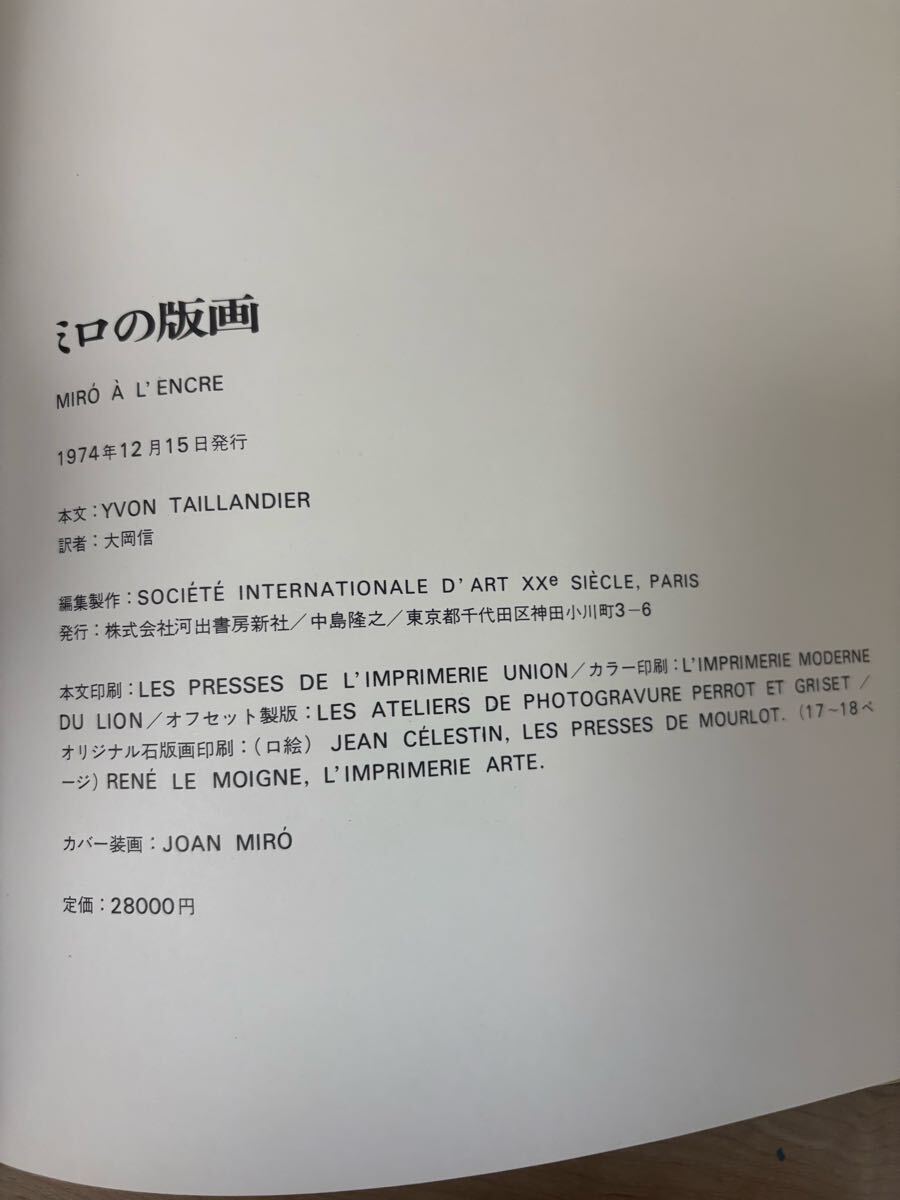 ミロの版画
MIRÓ À L'ENCRE
1974年12月15日発行
本文：YVON TAILLANDIER
訳者：大岡信
編集製作：SOCIÉTÉ INTERNATIONALE D'ART XXe SIÈCLE, PARIS
発行：株式会社河出書房新社／中島隆之／東京都千代田区神田小川町3−6
本文印刷：LES PRESSES DE L'IMPRIMERIE UNION／カラー印刷：L'IMPRIMERIE MODERNE
DU LION／オフセット製版：LES ATELIERS DE PHOTOGRAVURE PERROT ET GRISET／
オリジナル石版画印刷：（口絵） JEAN CÉLESTIN, LES PRESSES DE MOURLOT.（17〜18ペ
ージ）RENÉ LE MOIGNE, L'IMPRIMERIE ARTE.
カバー装画：JOAN MIRÓ
定価：28000円